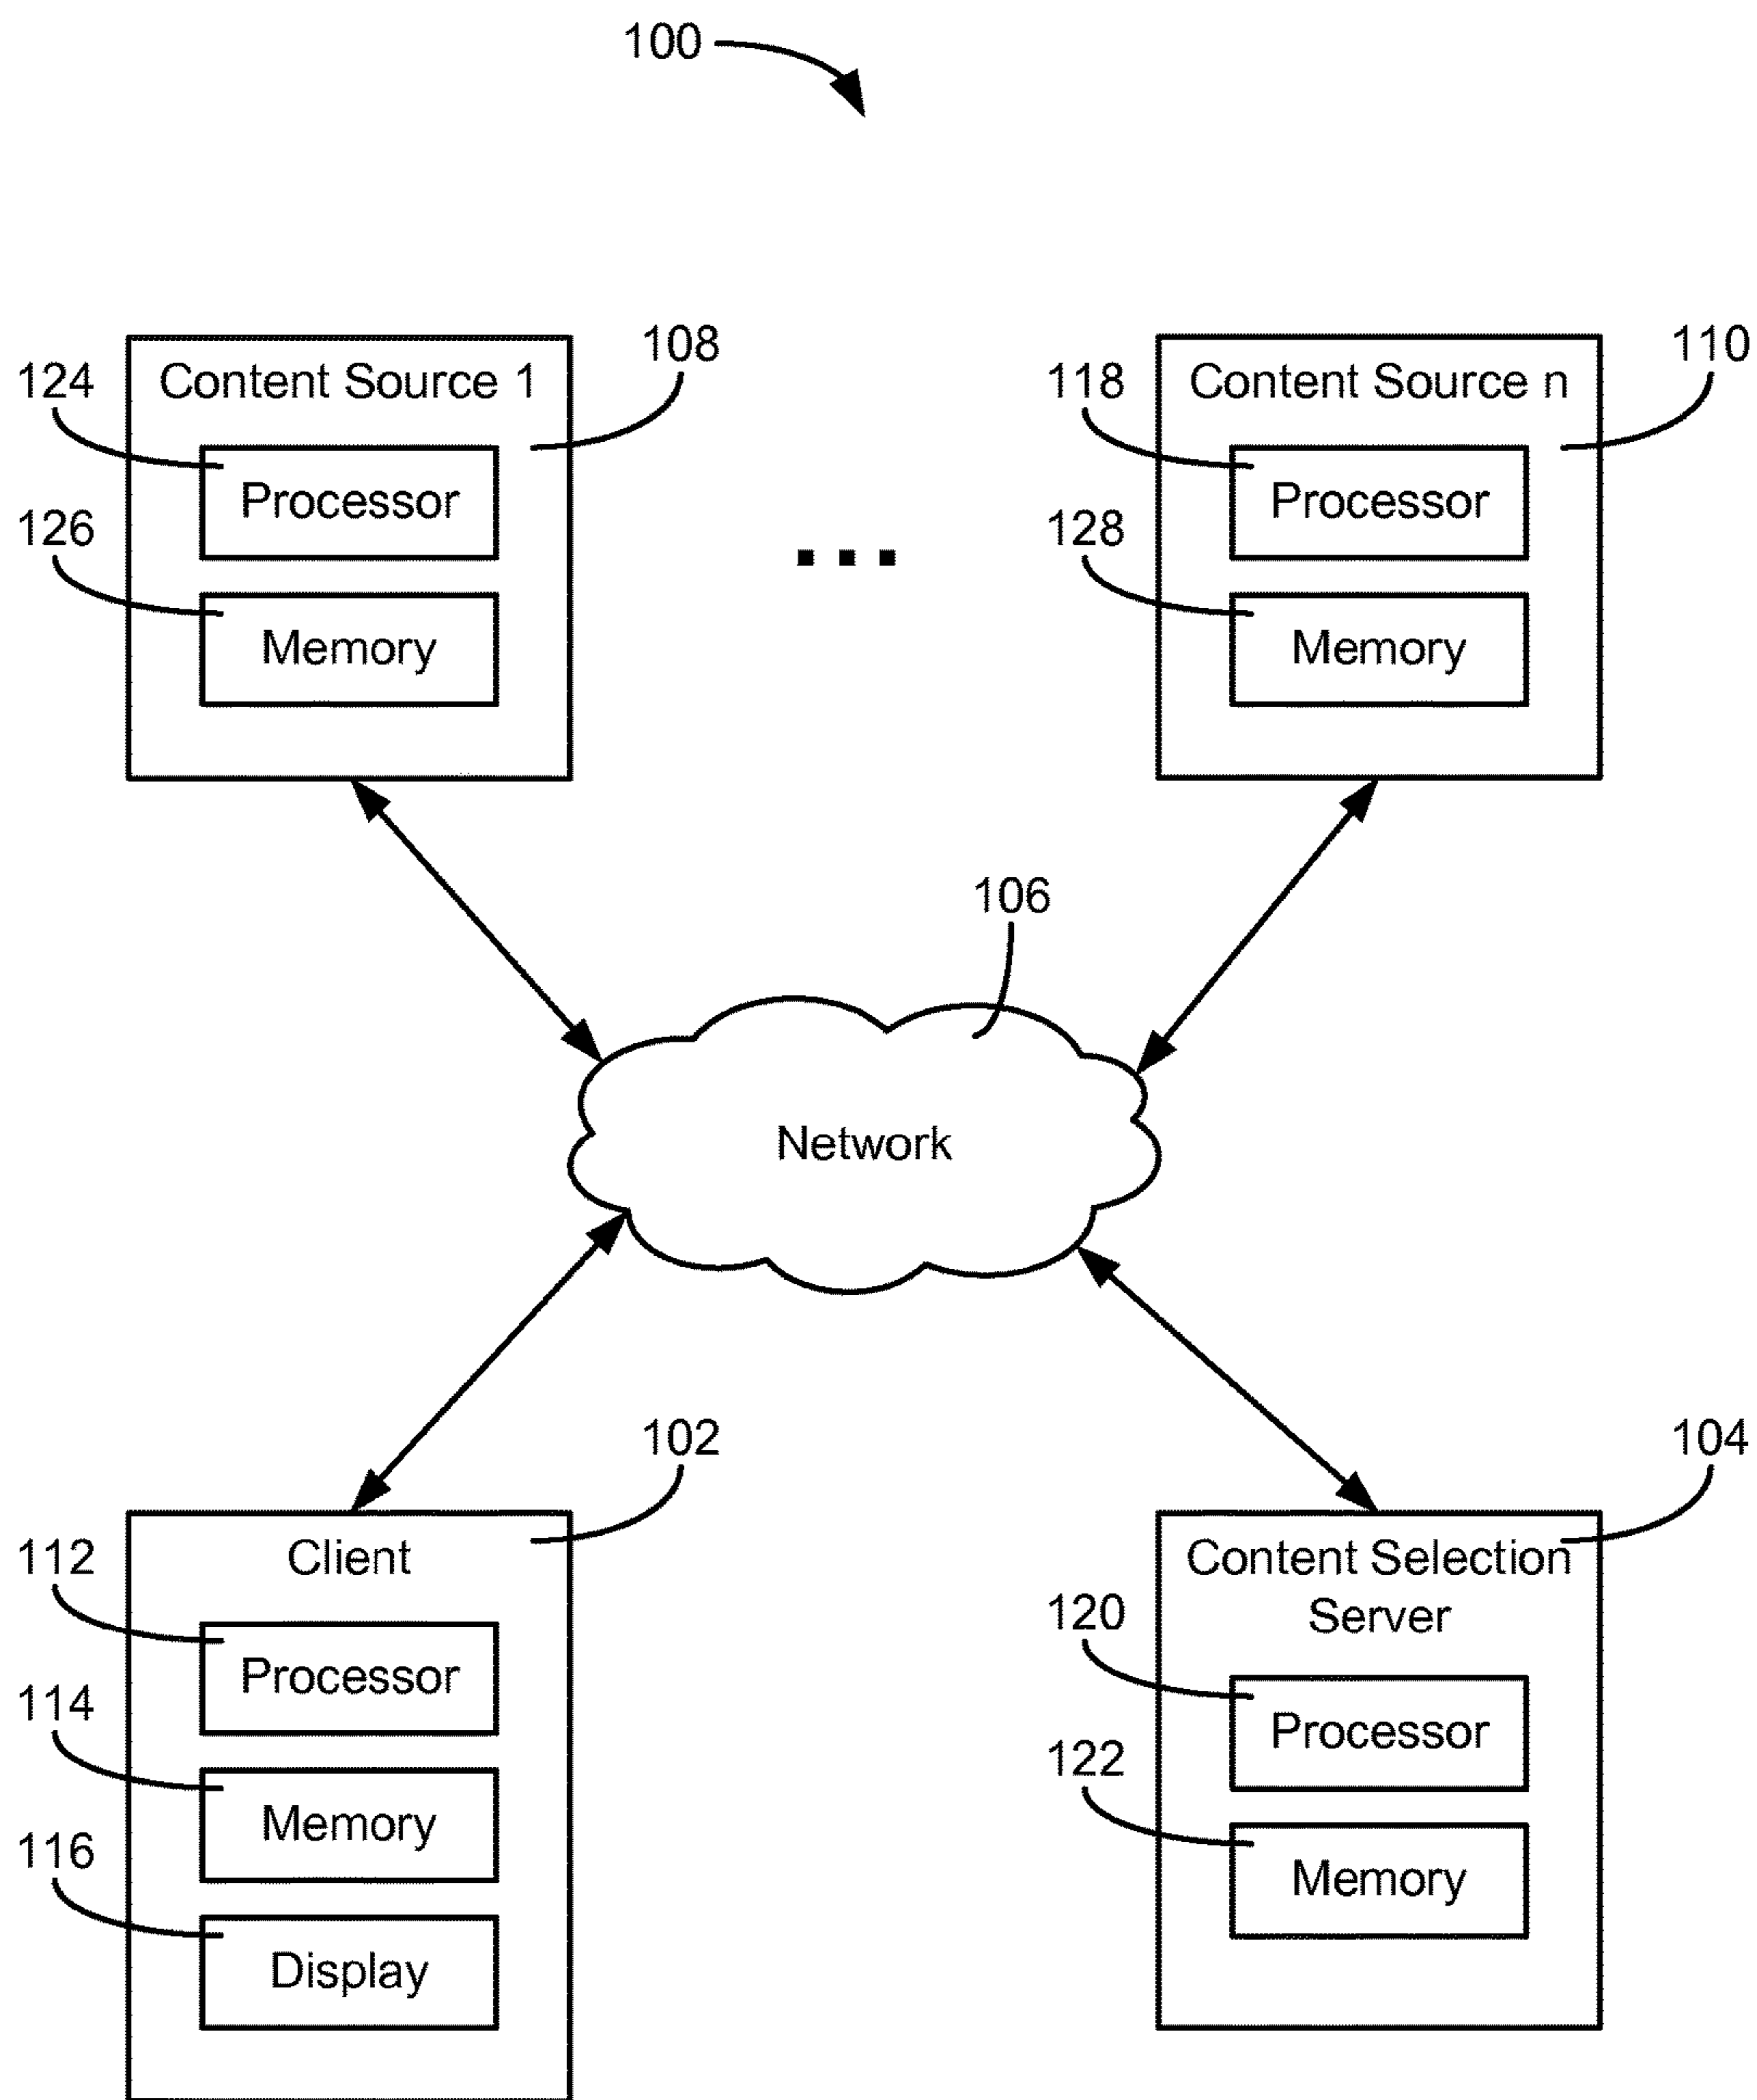 100
108
110
124
Content Source 1
118
Content Source n
Processor
Processor
126
128
Memory
Memory
...
106
Network
102
104
112
Client
Content Selection
Server
120
Processor
Processor
114
122
Memory
Memory
116
Display